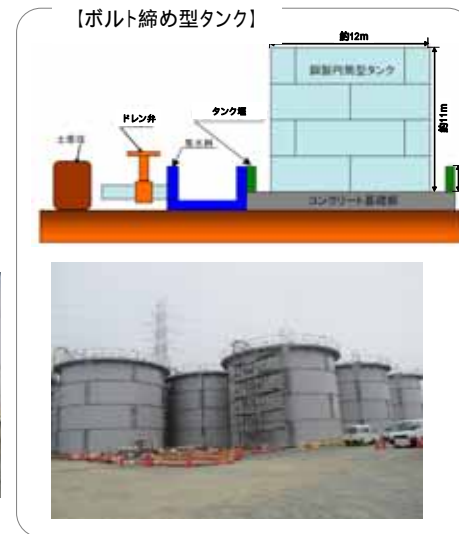 【ボルト締め型タンク】
約12m
鋼製円筒型タンク
約11m
ドレン弁
タンク堰
土嚢堰
集水桝
コンクリート基礎部